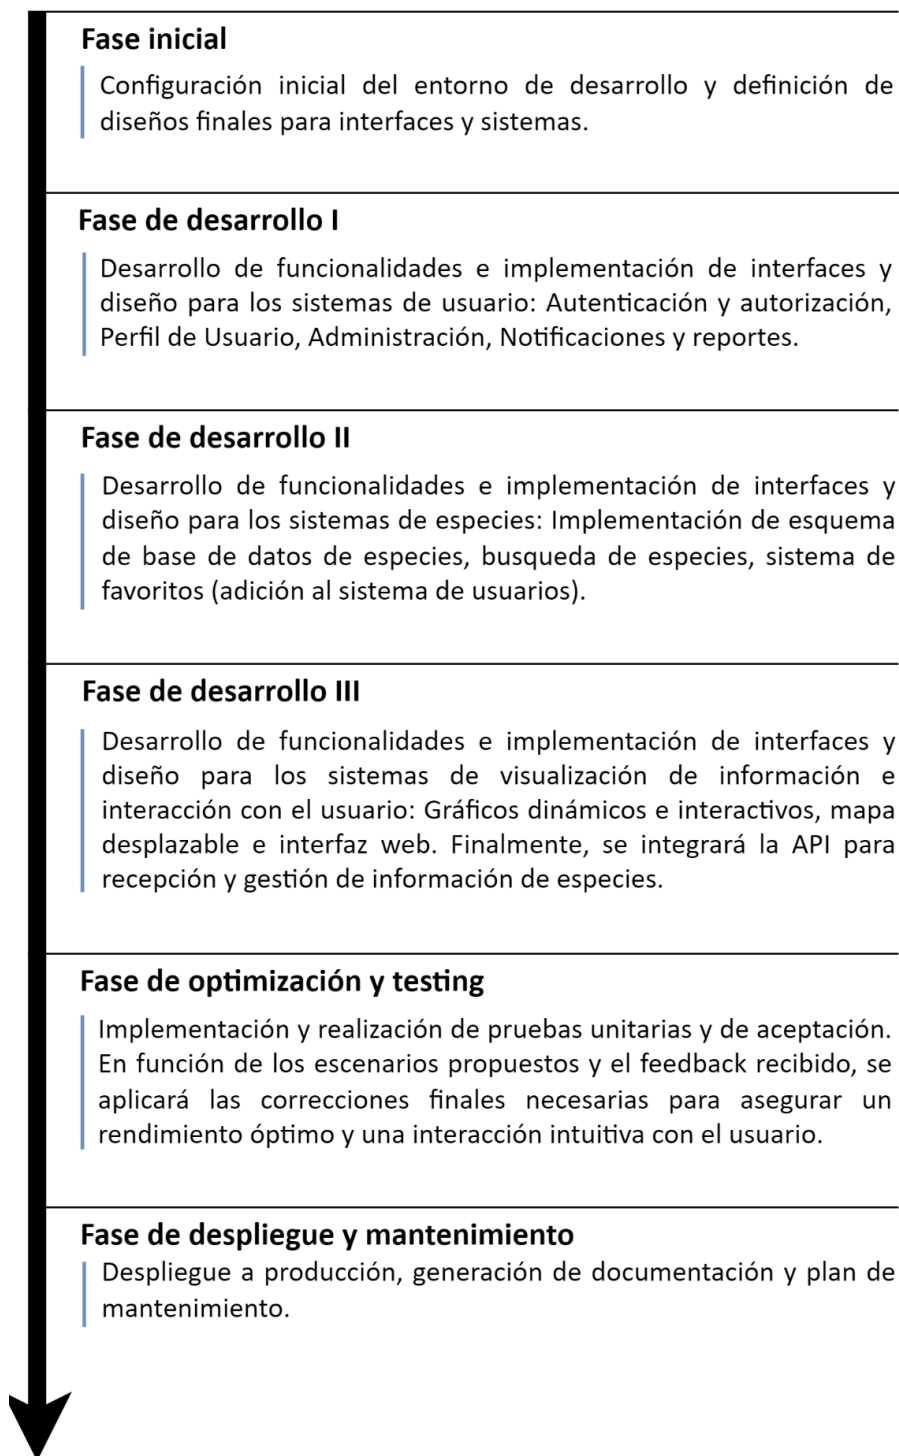 Fase inicial
Configuración inicial del entorno de desarrollo y definición de
diseños finales para interfaces y sistemas.
Fase de desarrollo I
Desarrollo de funcionalidades e implementación de interfaces y
diseño para los sistemas de usuario: Autenticación y autorización,
Perfil de Usuario, Administración, Notificaciones y reportes.
Fase de desarrollo II
Desarrollo de funcionalidades e implementación de interfaces y
diseño para los sistemas de especies: Implementación de esquema
de base de datos de especies, busqueda de especies, sistema de
favoritos (adición al sistema de usuarios).
Fase de desarrollo III
Desarrollo de funcionalidades e implementación de interfaces y
diseño para los sistemas de visualización de información e
interacción con el usuario: Gráficos dinámicos e interactivos, mapa
desplazable e interfaz web. Finalmente, se integrará la API para
recepción y gestión de información de especies.
Fase de optimización y testing
Implementación y realización de pruebas unitarias y de aceptación.
En función de los escenarios propuestos y el feedback recibido, se
aplicará las correcciones finales necesarias para asegurar un
rendimiento óptimo y una interacción intuitiva con el usuario.
Fase de despliegue y mantenimiento
Despliegue a producción, generación de documentación y plan de
mantenimiento.